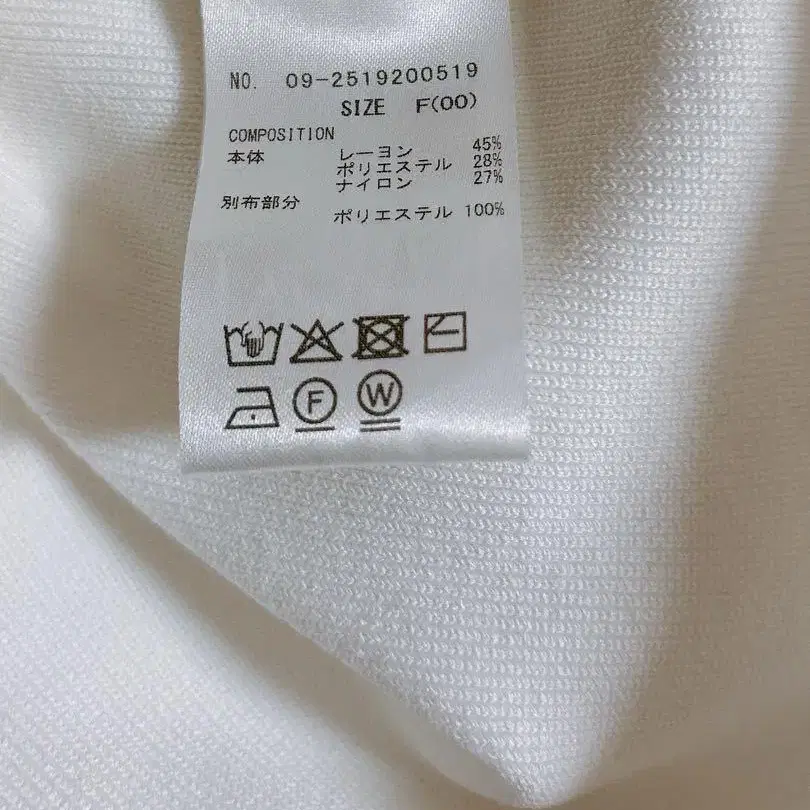 NO. 09-2519200519
SIZE F(00)
COMPOSITION
本体 レーヨン 45%
ポリエステル 28%
ナイロン 27%
別布部分 ポリエステル 100%
F W